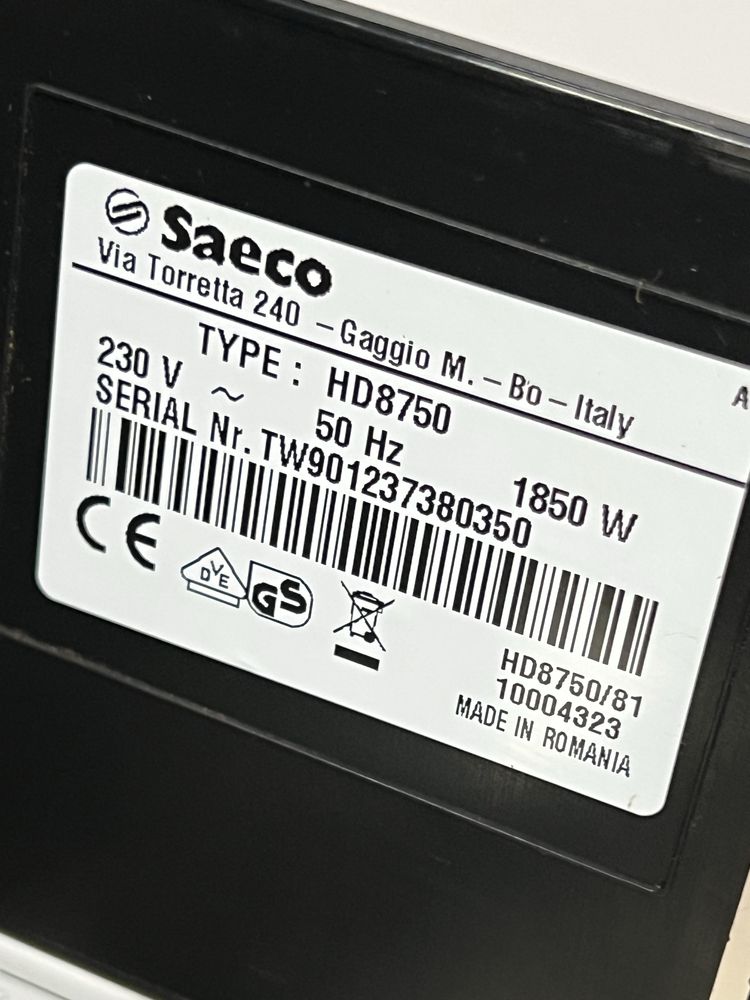 Saeco
Via Torretta 240 – Gaggio M. – Bo – Italy
A
TYPE : HD8750
230 V ~ 50 Hz 1850 W
SERIAL Nr. TW901237380350
CE
DVE
GS
HD8750/81
10004323
MADE IN ROMANIA